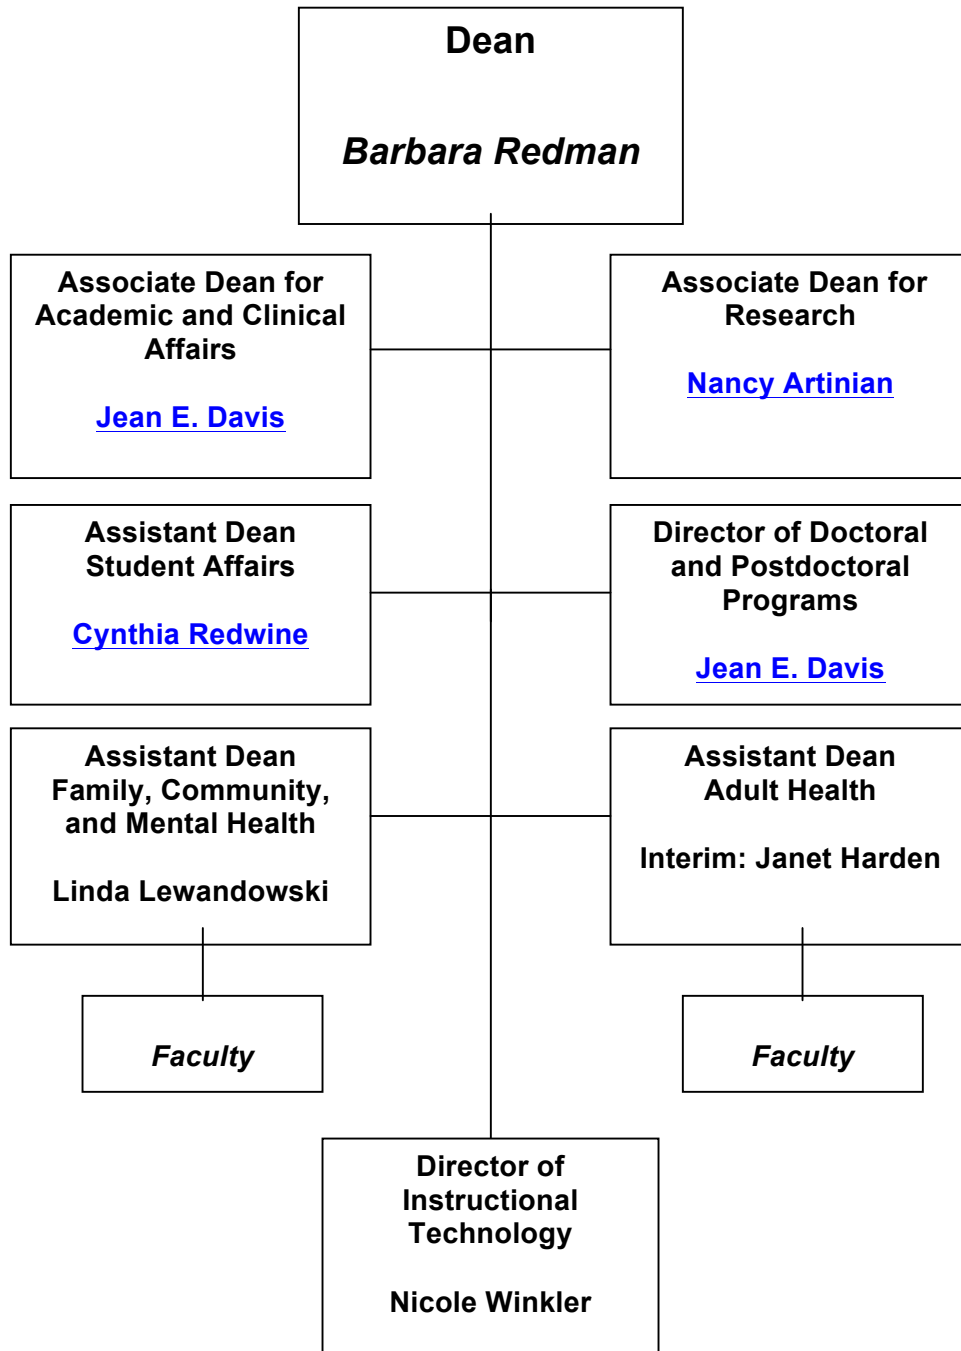 Dean
Barbara Redman
Associate Dean for
Academic and Clinical
Affairs
Jean E. Davis
Associate Dean for
Research
Nancy Artinian
Assistant Dean
Student Affairs
Cynthia Redwine
Director of Doctoral
and Postdoctoral
Programs
Jean E. Davis
Assistant Dean
Family, Community,
and Mental Health
Linda Lewandowski
Assistant Dean
Adult Health
Interim: Janet Harden
Faculty
Faculty
Director of
Instructional
Technology
Nicole Winkler